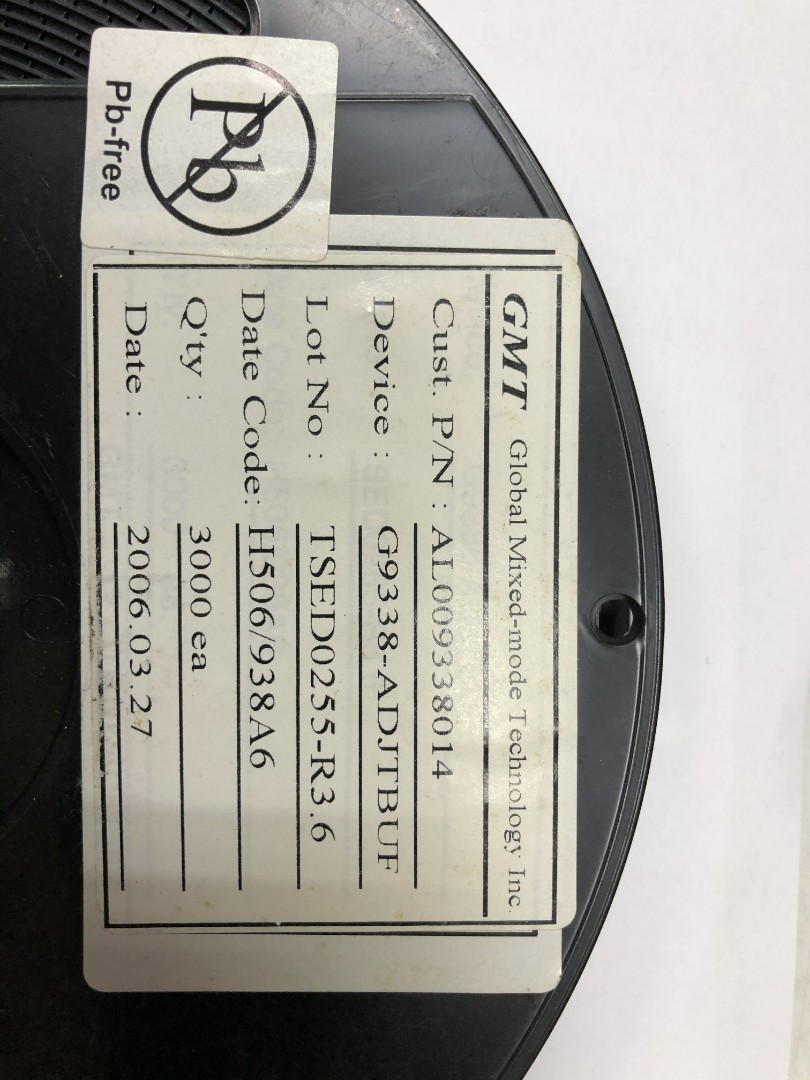 Pb
Pb-free
GMT Global Mixed-mode Technology Inc.
Cust. P/N : AL009338014
Device : G9338-ADJTBUF
Lot No : TSED0255-R3.6
Date Code: H506/938A6
Q'ty : 3000 ea
Date : 2006.03.27